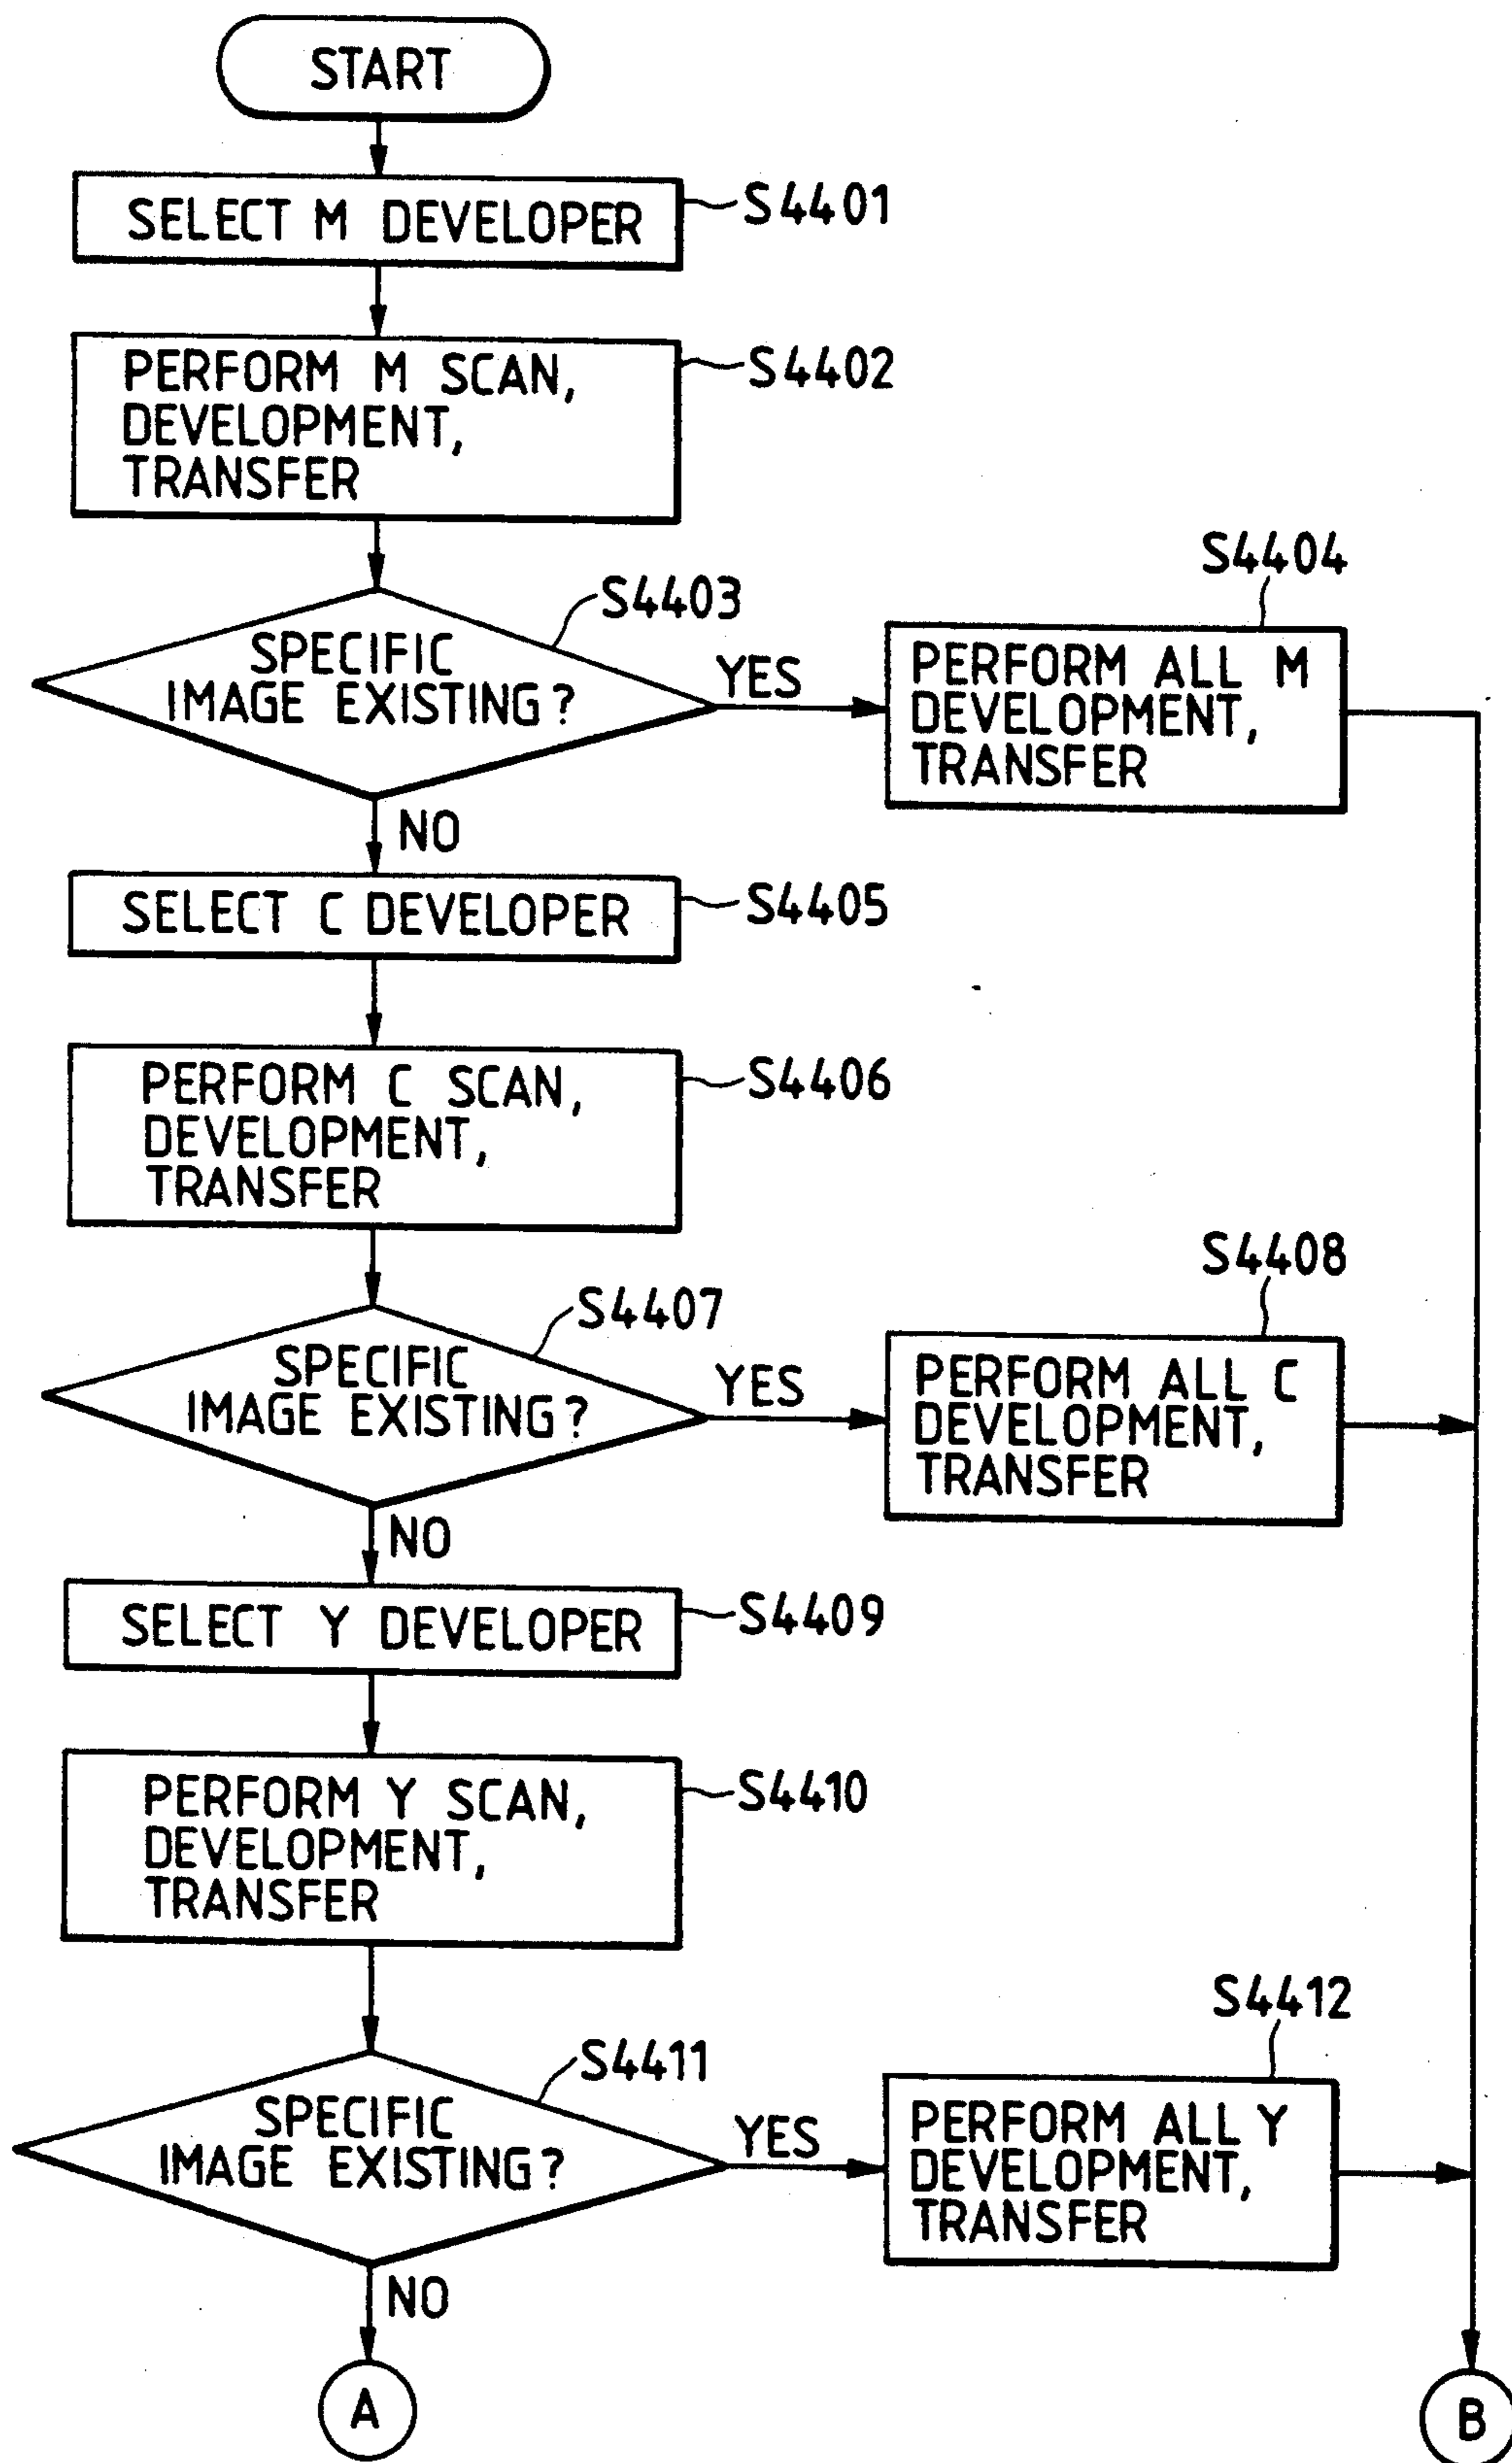 START
SELECT M DEVELOPER
S4401
PERFORM M SCAN,
DEVELOPMENT,
TRANSFER
S4402
SPECIFIC
IMAGE EXISTING?
S4403
YES
S4404
PERFORM ALL M
DEVELOPMENT,
TRANSFER
NO
SELECT C DEVELOPER
S4405
PERFORM C SCAN,
DEVELOPMENT,
TRANSFER
S4406
SPECIFIC
IMAGE EXISTING?
S4407
YES
S4408
PERFORM ALL C
DEVELOPMENT,
TRANSFER
NO
SELECT Y DEVELOPER
S4409
PERFORM Y SCAN,
DEVELOPMENT,
TRANSFER
S4410
SPECIFIC
IMAGE EXISTING?
S4411
YES
S4412
PERFORM ALL Y
DEVELOPMENT,
TRANSFER
NO
A
B